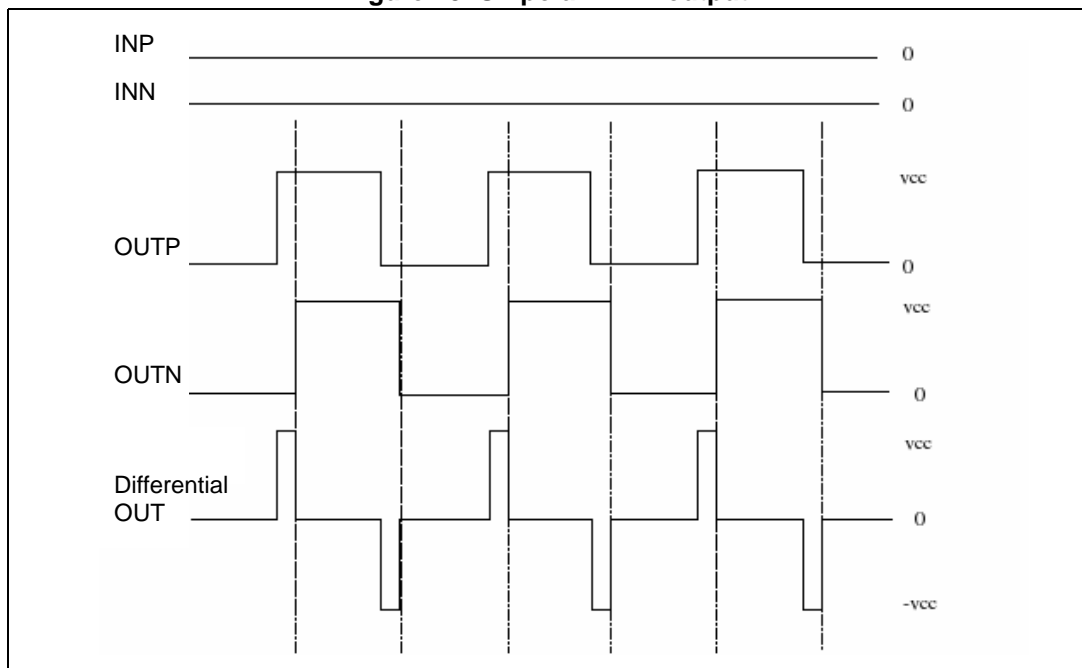 INP
0
INN
0
vcc
OUTP
0
vcc
OUTN
0
vcc
Differential
OUT
0
-vcc